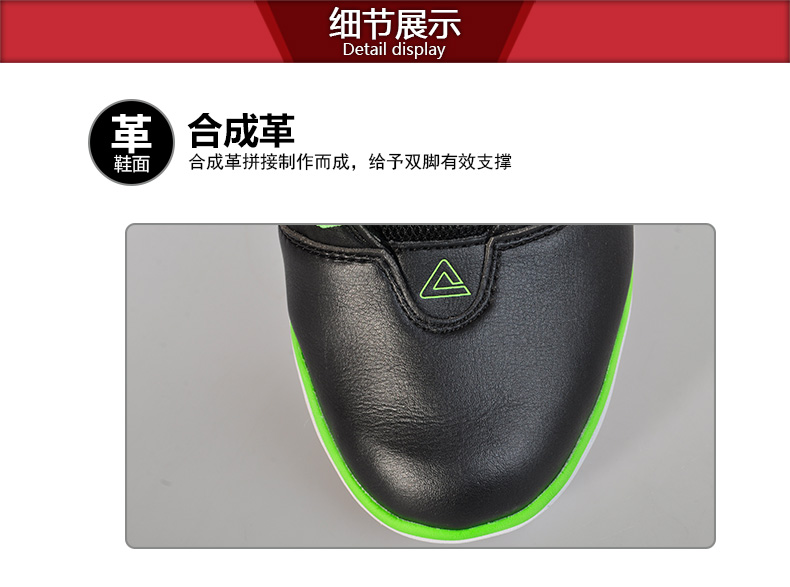 细节展示
Detail display
革
鞋面
合成革
合成革拼接制作而成，给予双脚有效支撑